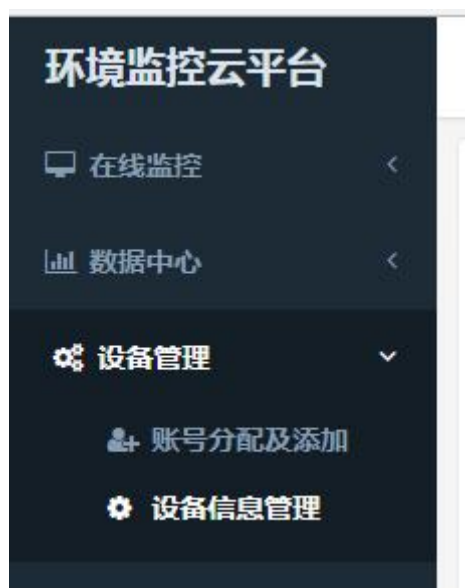 环境监控云平台
在线监控
数据中心
设备管理
账号分配及添加
设备信息管理